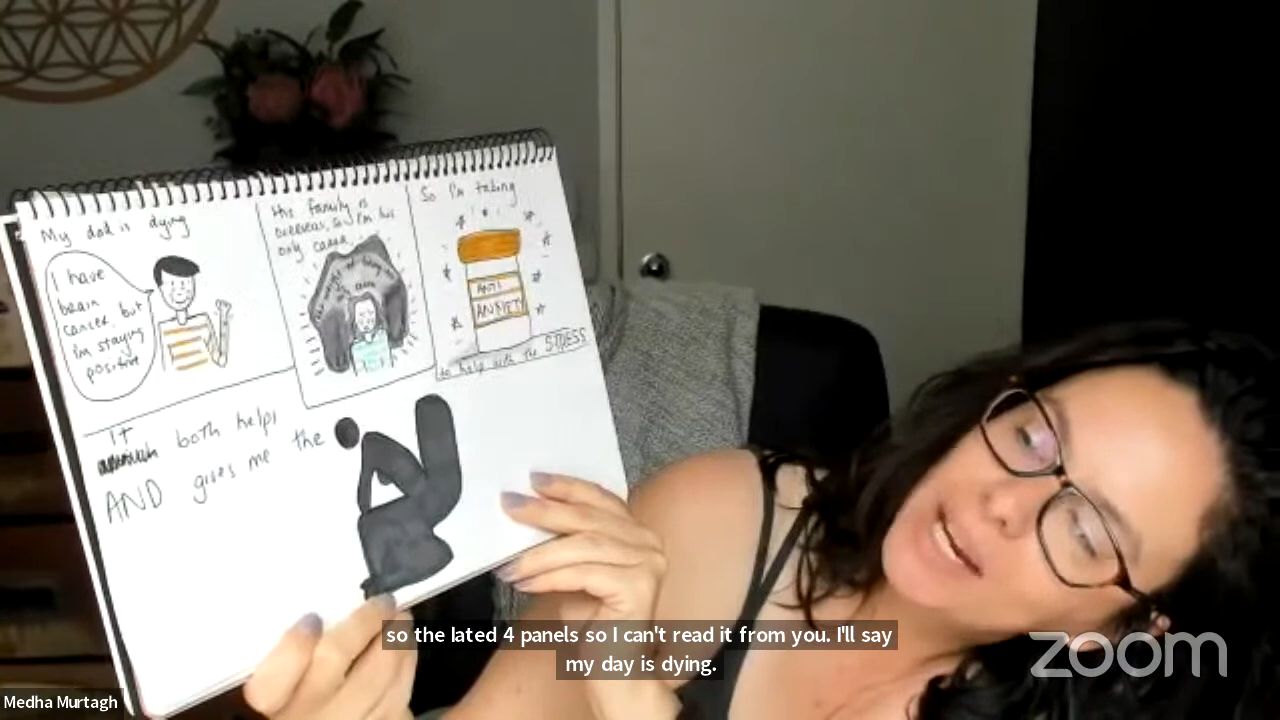 My dad is dying
I have
brain
cancer, but
I'm staying
positive
His family is
overseas, so I'm his
only carer
So I'm taking
ANTI
ANXIETY
to help with the STRESS
It
both helps
AND gives me the
so the lated 4 panels so I can't read it from you. I'll say
my day is dying.
Medha Murtagh
zoom